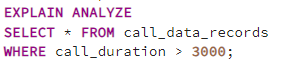 EXPLAIN ANALYZE
SELECT * FROM call_data_records
WHERE call_duration > 3000;